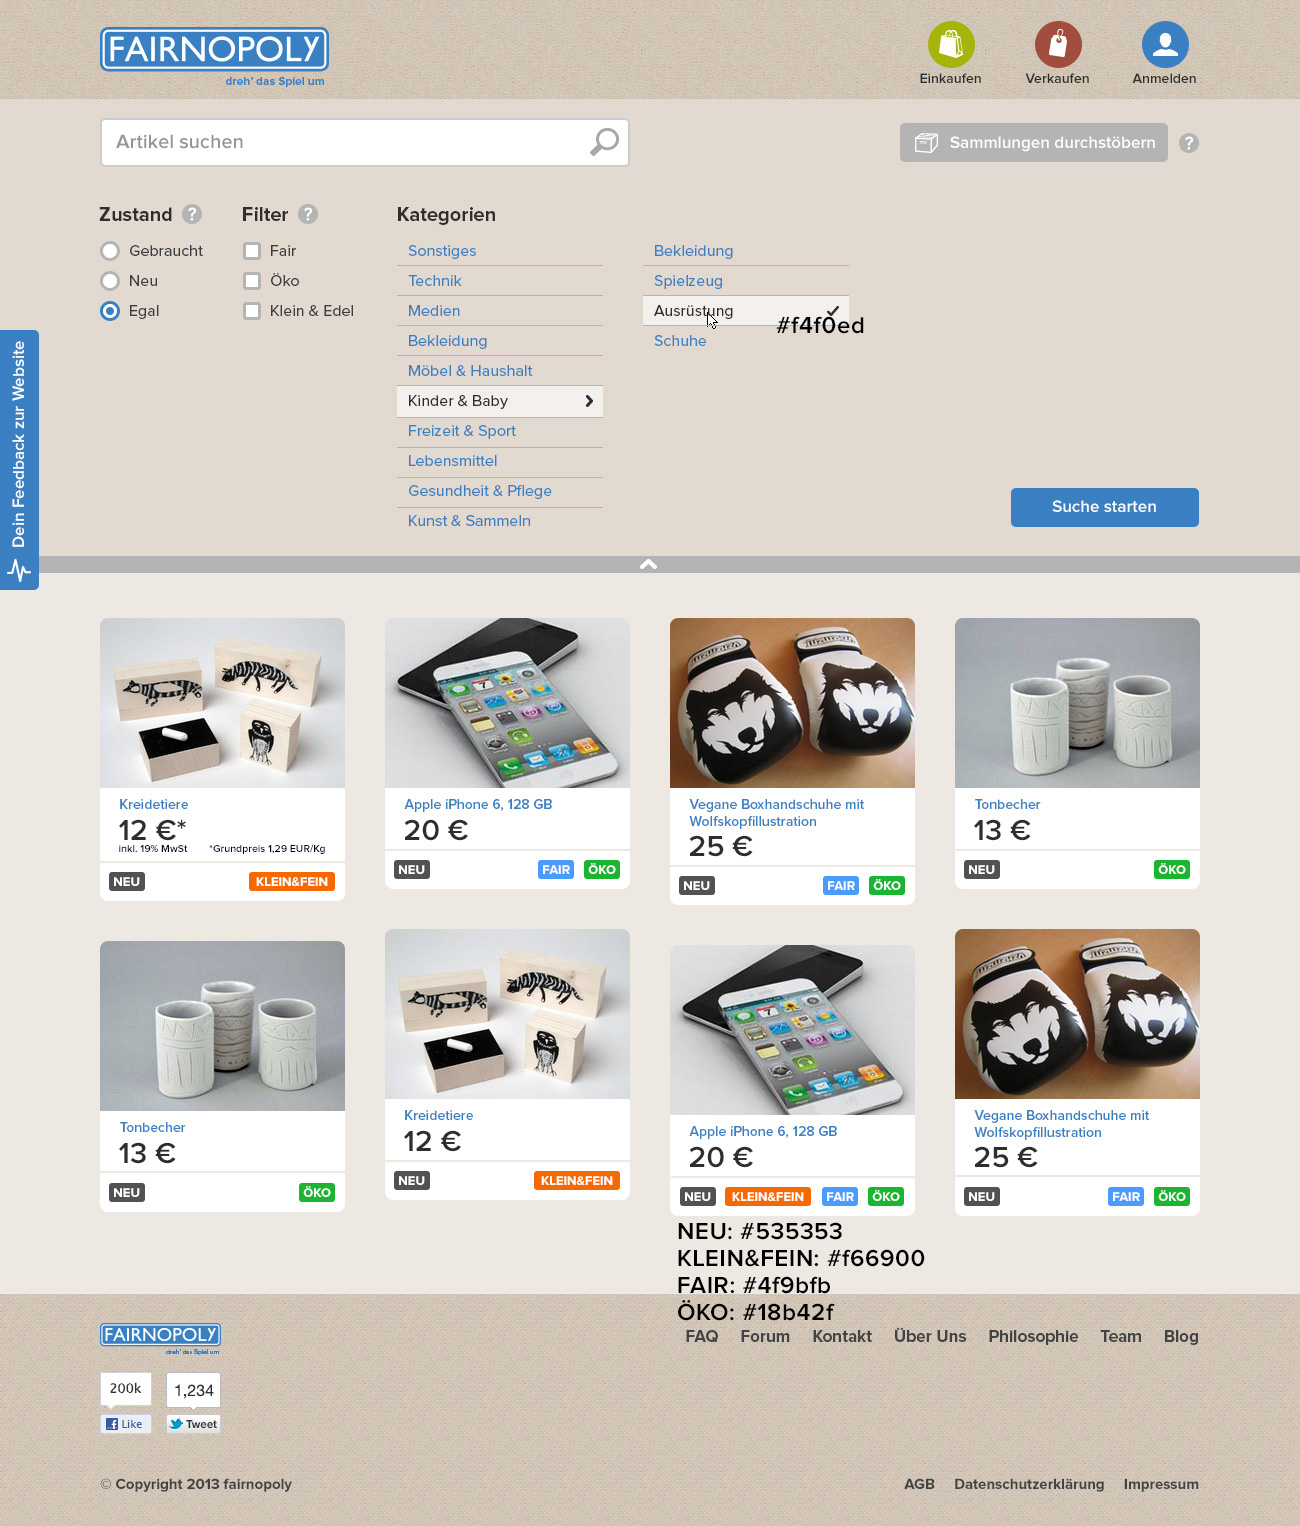 FAIRNOPOLY
dreh' das Spiel um
Einkaufen
Verkaufen
Anmelden
Artikel suchen
Sammlungen durchstöbern
?
Zustand ?
Gebraucht
Neu
Egal
Filter ?
Fair
Öko
Klein & Edel
Kategorien
Sonstiges
Technik
Medien
Bekleidung
Möbel & Haushalt
Kinder & Baby
Freizeit & Sport
Lebensmittel
Gesundheit & Pflege
Kunst & Sammeln
Bekleidung
Spielzeug
Ausrüstung
#f4f0ed
Schuhe
Dein Feedback zur Website
Suche starten
Kreidetiere
12 €*
inkl. 19% MwSt *Grundpreis 1,29 EUR/Kg
NEU KLEIN&FEIN
Apple iPhone 6, 128 GB
20 €
NEU FAIR ÖKO
Vegane Boxhandschuhe mit
Wolfskopfillustration
25 €
NEU FAIR ÖKO
Tonbecher
13 €
NEU ÖKO
Tonbecher
13 €
NEU ÖKO
Kreidetiere
12 €
NEU KLEIN&FEIN
Apple iPhone 6, 128 GB
20 €
NEU KLEIN&FEIN FAIR ÖKO
Vegane Boxhandschuhe mit
Wolfskopfillustration
25 €
NEU FAIR ÖKO
NEU: #535353
KLEIN&FEIN: #f66900
FAIR: #4f9bfb
ÖKO: #18b42f
FAIRNOPOLY
dreh' das Spiel um
FAQ Forum Kontakt Über Uns Philosophie Team Blog
200k
Like
1,234
Tweet
© Copyright 2013 fairnopoly
AGB Datenschutzerklärung Impressum